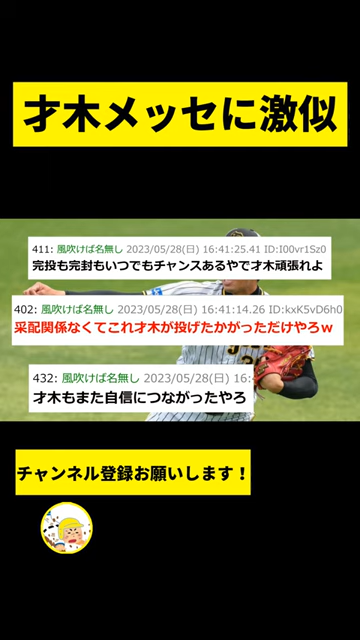 才木メッセに激似
411: 風吹けば名無し 2023/05/28(日) 16:41:25.41 ID:I00vr1Sz0
完投も完封もいつでもチャンスあるやで才木頑張れよ
402: 風吹けば名無し 2023/05/28(日) 16:41:14.26 ID:kxK5vD6h0
采配関係なくてこれ才木が投げたかがっただけやろw
432: 風吹けば名無し 2023/05/28(日) 16:
才木もまた自信につながったやろ
チャンネル登録お願いします！